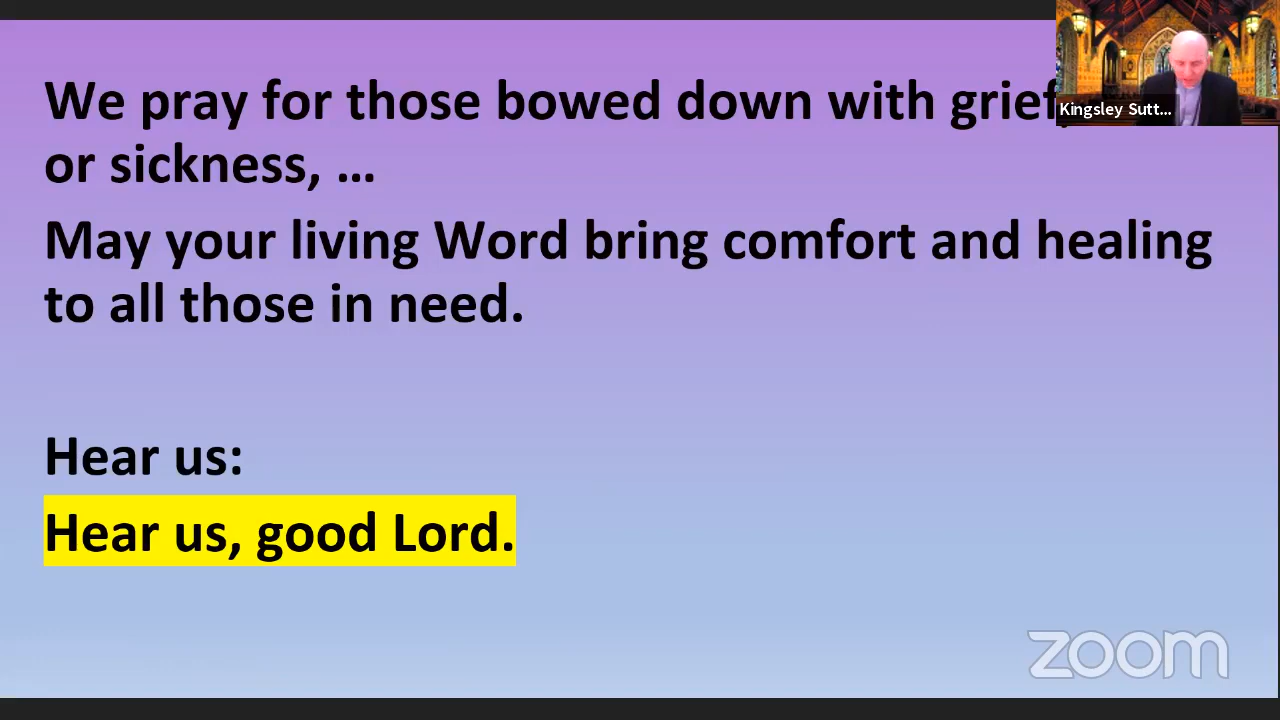 We pray for those bowed down with grief,
or sickness, ...
May your living Word bring comfort and healing
to all those in need.
Hear us:
Hear us, good Lord.
Kingsley Sutt...
zoom